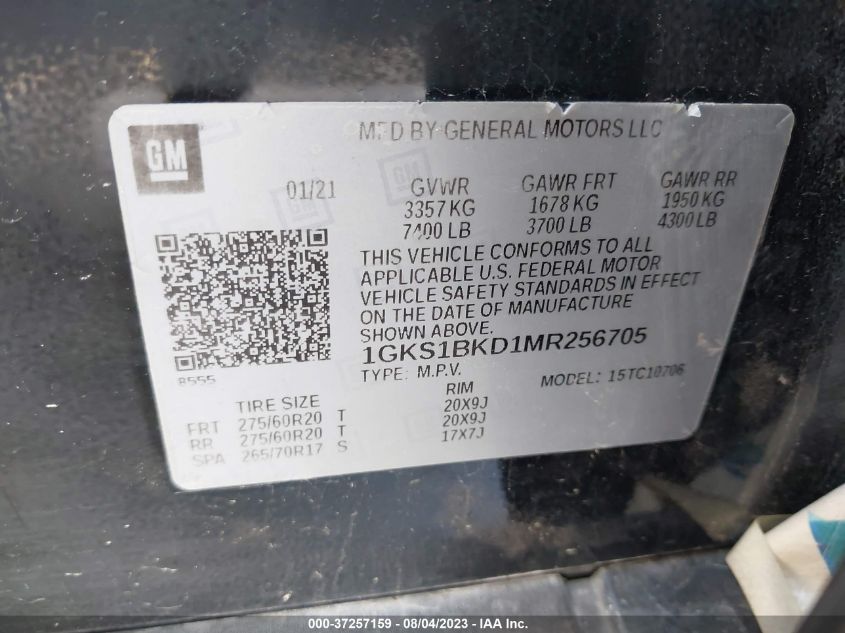 GM
MFD BY GENERAL MOTORS LLC
01/21 GVWR GAWR FRT GAWR RR
3357 KG 1678 KG 1950 KG
7400 LB 3700 LB 4300 LB
THIS VEHICLE CONFORMS TO ALL
APPLICABLE U.S. FEDERAL MOTOR
VEHICLE SAFETY STANDARDS IN EFFECT
ON THE DATE OF MANUFACTURE
SHOWN ABOVE.
1GKS1BKD1MR256705
8555
TYPE: M.P.V. MODEL: 15TC10706
TIRE SIZE RIM
FRT 275/60R20 T 20X9J
RR 275/60R20 T 20X9J
SPA 265/70R17 S 17X7J
000-37257159 - 08/04/2023 - IAA Inc.